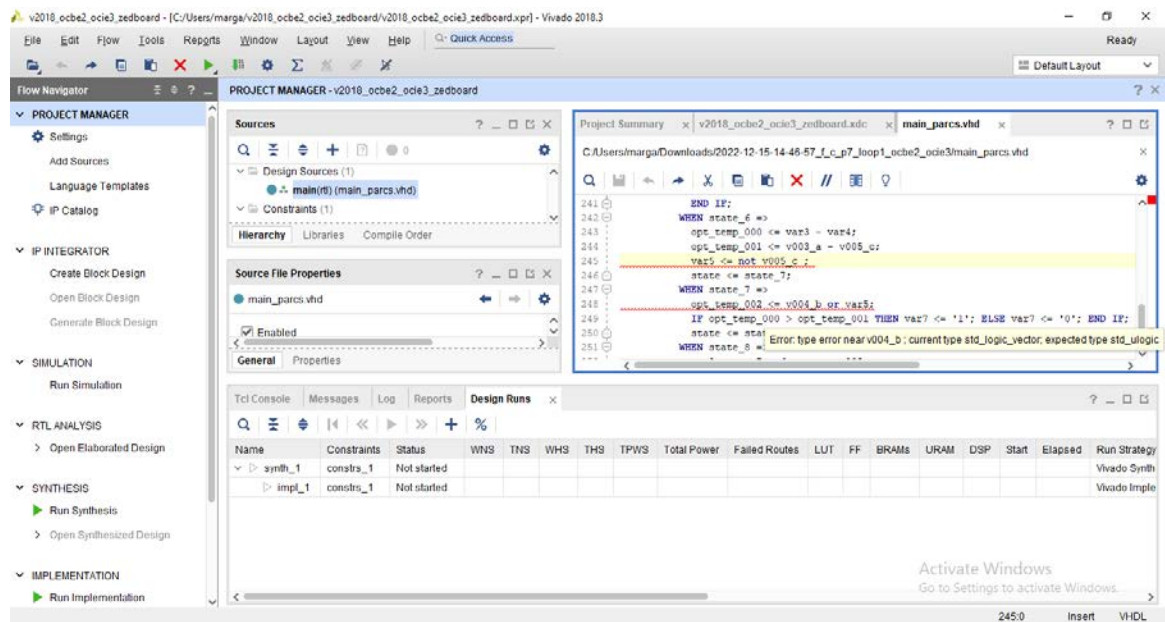 v2018_ocbe2_ocie3_zedboard - [C:/Users/marga/v2018_ocbe2_ocie3_zedboard/v2018_ocbe2_ocie3_zedboard.xpr] - Vivado 2018.3
File Edit Flow Tools Reports Window Layout View Help Quick Access
Ready
Default Layout
Flow Navigator
PROJECT MANAGER - v2018_ocbe2_ocie3_zedboard
PROJECT MANAGER
Settings
Add Sources
Language Templates
IP Catalog
IP INTEGRATOR
Create Block Design
Open Block Design
Generate Block Design
SIMULATION
Run Simulation
RTL ANALYSIS
Open Elaborated Design
SYNTHESIS
Run Synthesis
Open Synthesized Design
IMPLEMENTATION
Run Implementation
Sources
0
Design Sources (1)
main(rtl) (main_parcs.vhd)
Constraints (1)
Hierarchy Libraries Compile Order
Source File Properties
main_parcs.vhd
Enabled
General Properties
Project Summary v2018_ocbe2_ocie3_zedboard.xdc main_parcs.vhd
C:/Users/marga/Downloads/2022-12-15-14-46-57_f_c_p7_loop1_ocbe2_ocie3/main_parcs.vhd
241 END IF;
242 WHEN state_6 =>
243 opt_temp_000 <= var3 - var4;
244 opt_temp_001 <= v003_a - v005_c;
245 var5 <= not v005_c ;
246 state <= state_7;
247 WHEN state_7 =>
248 opt_temp_002 <= v004_b or var5;
249 IF opt_temp_000 > opt_temp_001 THEN var7 <= '1'; ELSE var7 <= '0'; END IF;
250 state <= stat
251 WHEN state_8 =
Error: type error near v004_b ; current type std_logic_vector; expected type std_ulogic
Tcl Console Messages Log Reports Design Runs
Name Constraints Status WNS TNS WHS THS TPWS Total Power Failed Routes LUT FF BRAMs URAM DSP Start Elapsed Run Strategy
synth_1 constrs_1 Not started Vivado Synth
impl_1 constrs_1 Not started Vivado Imple
Activate Windows
Go to Settings to activate Windows.
245:0 Insert VHDL